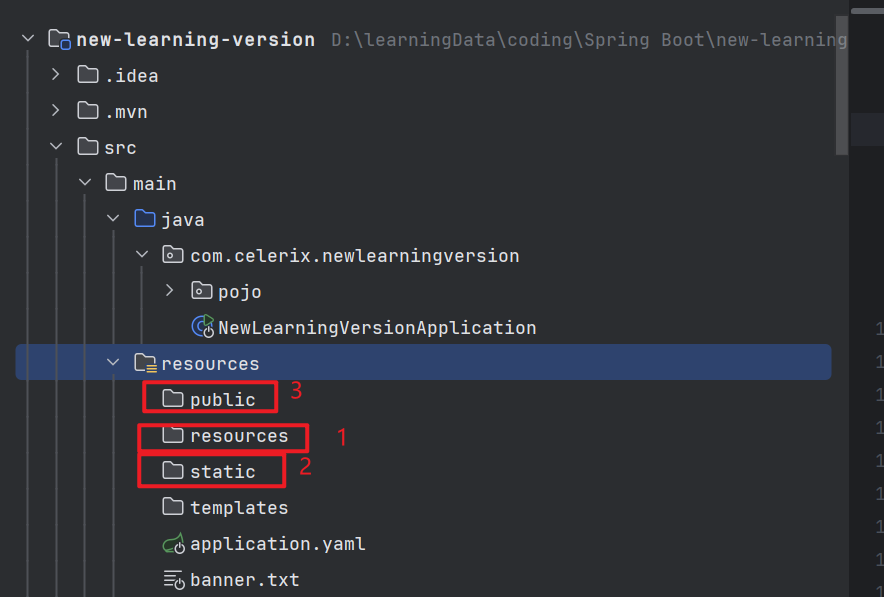 new-learning-version D:\learningData\coding\Spring Boot\new-learning
.idea
.mvn
src
main
java
com.celerix.newlearningversion
pojo
NewLearningVersionApplication
resources
public 3
resources 1
static 2
templates
application.yaml
banner.txt